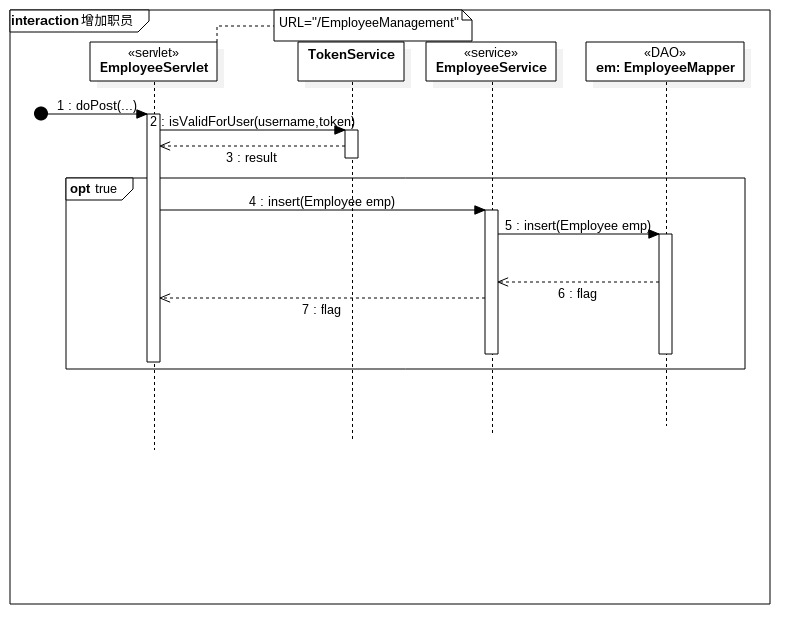 interaction 增加职员
URL="/EmployeeManagement"
«servlet»
EmployeeServlet
TokenService
«service»
EmployeeService
«DAO»
em: EmployeeMapper
1 : doPost(...)
2 : isValidForUser(username,token)
3 : result
opt true
4 : insert(Employee emp)
5 : insert(Employee emp)
6 : flag
7 : flag